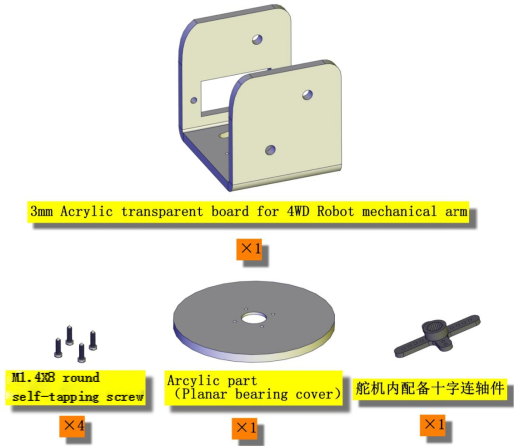 3mm Acrylic transparent board for 4WD Robot mechanical arm
×1
M1.4X8 round
self-tapping screw
×4
Arcylic part
(Planar bearing cover)
×1
舵机内配备十字连轴件
×1